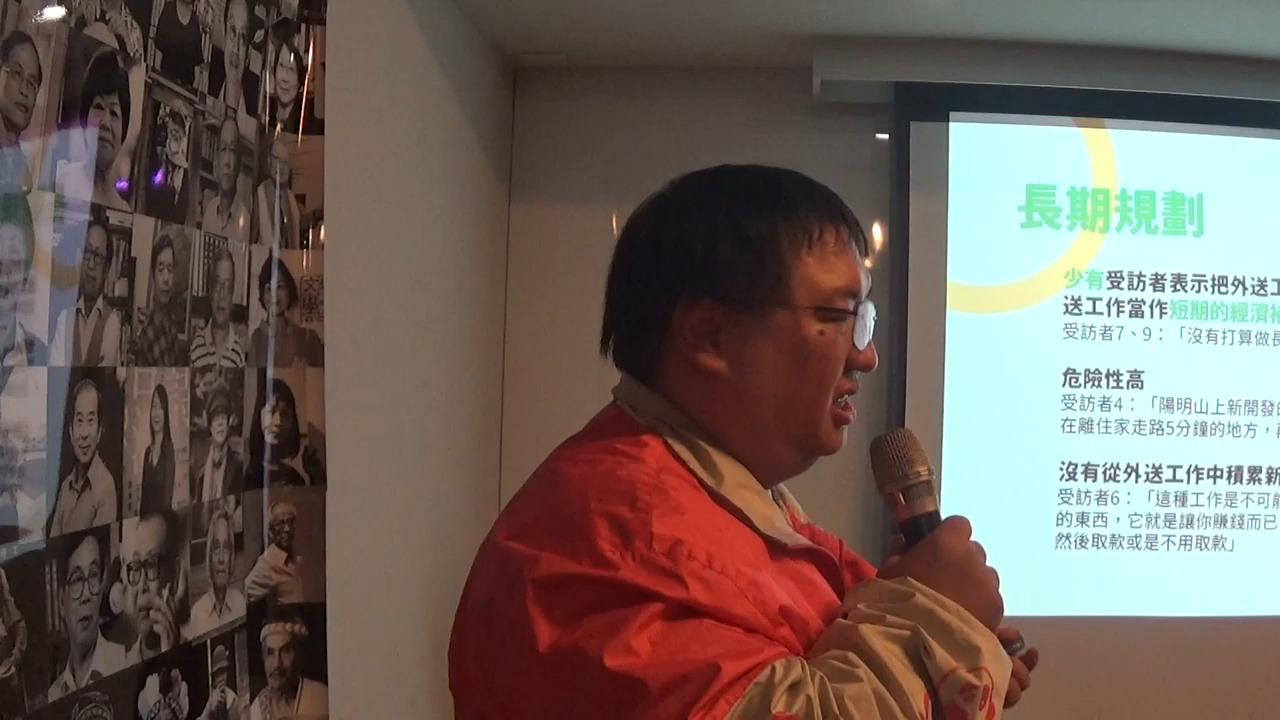 長期規劃
少有受訪者表示把外送工
送工作當作短期的經濟補
受訪者7、9：「沒有打算做長
危險性高
受訪者4：「陽明山上新開發的
在離住家走路5分鐘的地方，
沒有從外送工作中積累新
受訪者6：「這種工作是不可能
的東西，它就是讓你賺錢而已
然後取款或是不用取款」